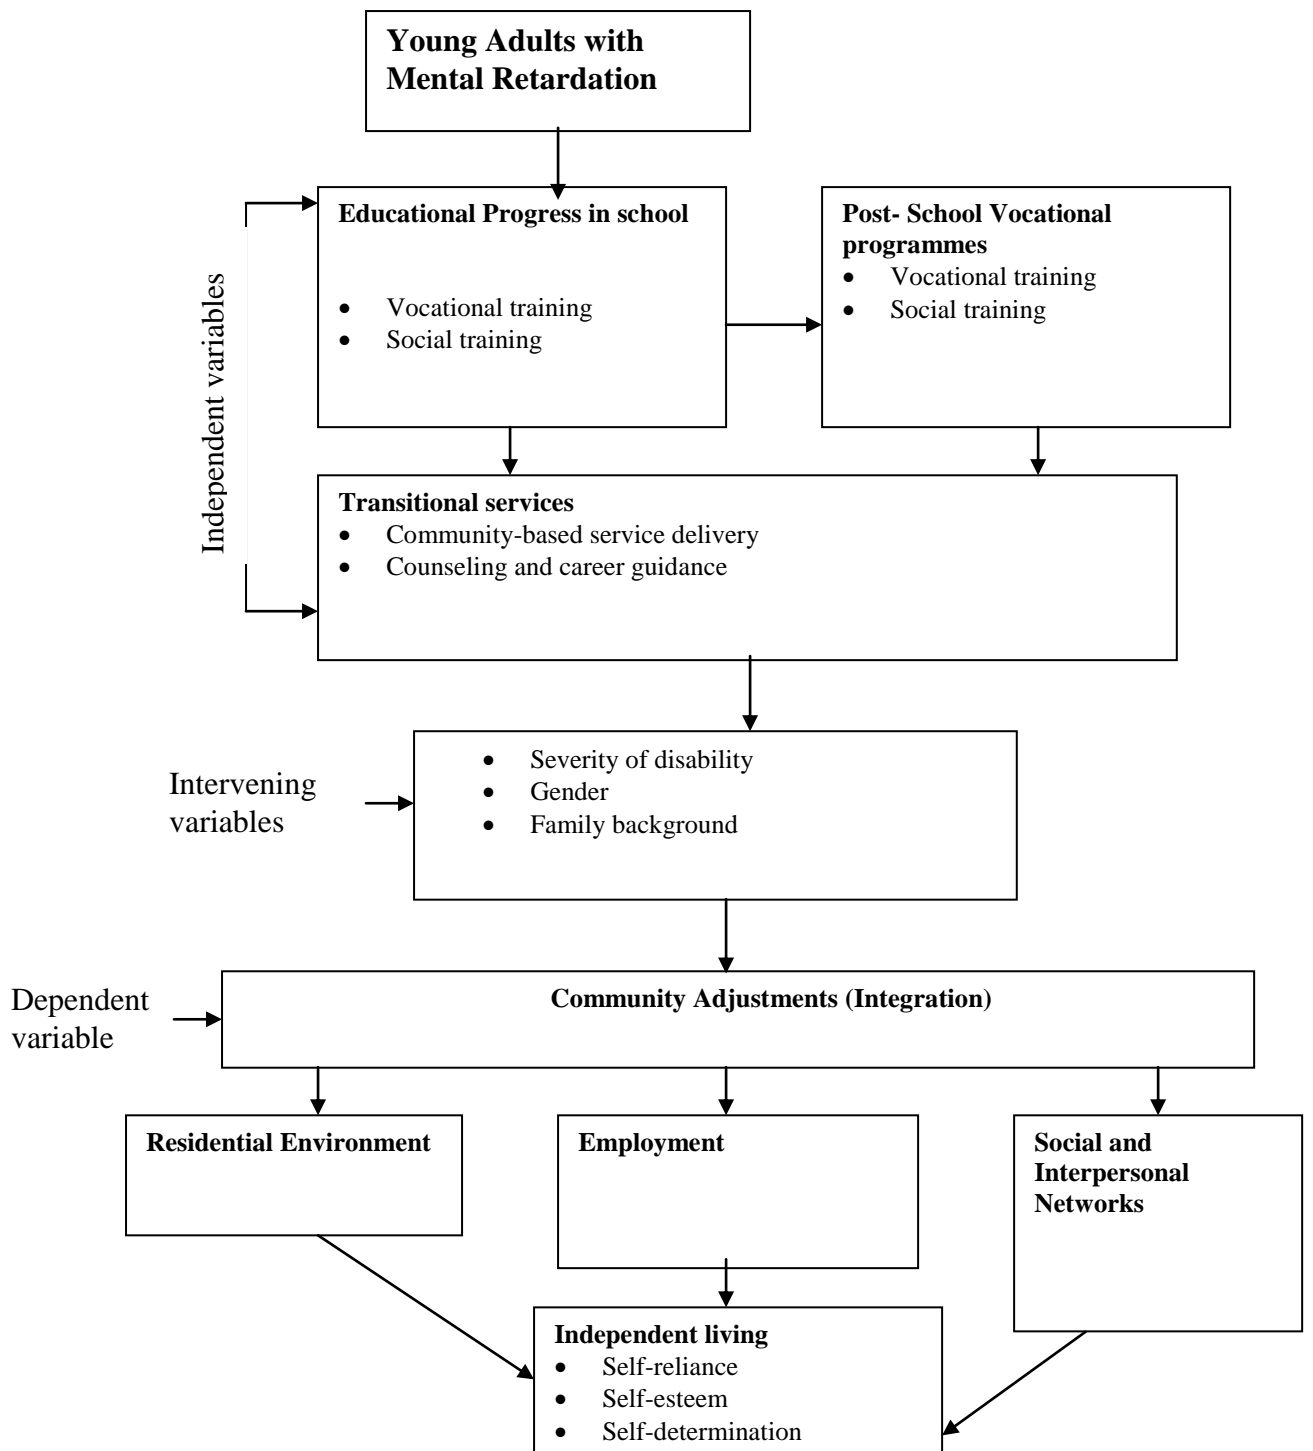 Young Adults with
Mental Retardation
Educational Progress in school
• Vocational training
• Social training
Post- School Vocational
programmes
• Vocational training
• Social training
Independent variables
Transitional services
• Community-based service delivery
• Counseling and career guidance
Intervening
variables
• Severity of disability
• Gender
• Family background
Dependent
variable
Community Adjustments (Integration)
Residential Environment
Employment
Social and
Interpersonal
Networks
Independent living
• Self-reliance
• Self-esteem
• Self-determination